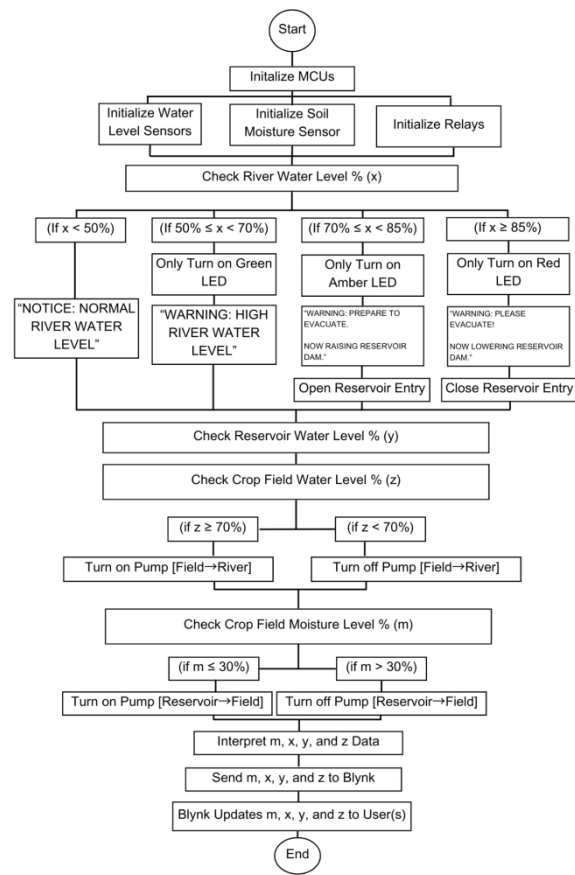 Start
Initalize MCUs
Initialize Water
Level Sensors
Initialize Soil
Moisture Sensor
Initialize Relays
Check River Water Level % (x)
(If x < 50%)
(If 50% ≤ x < 70%)
(If 70% ≤ x < 85%)
(If x ≥ 85%)
Only Turn on Green
LED
Only Turn on
Amber LED
Only Turn on Red
LED
“NOTICE: NORMAL
RIVER WATER
LEVEL”
“WARNING: HIGH
RIVER WATER
LEVEL”
“WARNING: PREPARE TO
EVACUATE.
NOW RAISING RESERVOIR
DAM.”
“WARNING: PLEASE
EVACUATE!
NOW LOWERING RESERVOIR
DAM.”
Open Reservoir Entry
Close Reservoir Entry
Check Reservoir Water Level % (y)
Check Crop Field Water Level % (z)
(if z ≥ 70%)
(if z < 70%)
Turn on Pump [Field→River]
Turn off Pump [Field→River]
Check Crop Field Moisture Level % (m)
(if m ≤ 30%)
(if m > 30%)
Turn on Pump [Reservoir→Field]
Turn off Pump [Reservoir→Field]
Interpret m, x, y, and z Data
Send m, x, y, and z to Blynk
Blynk Updates m, x, y, and z to User(s)
End